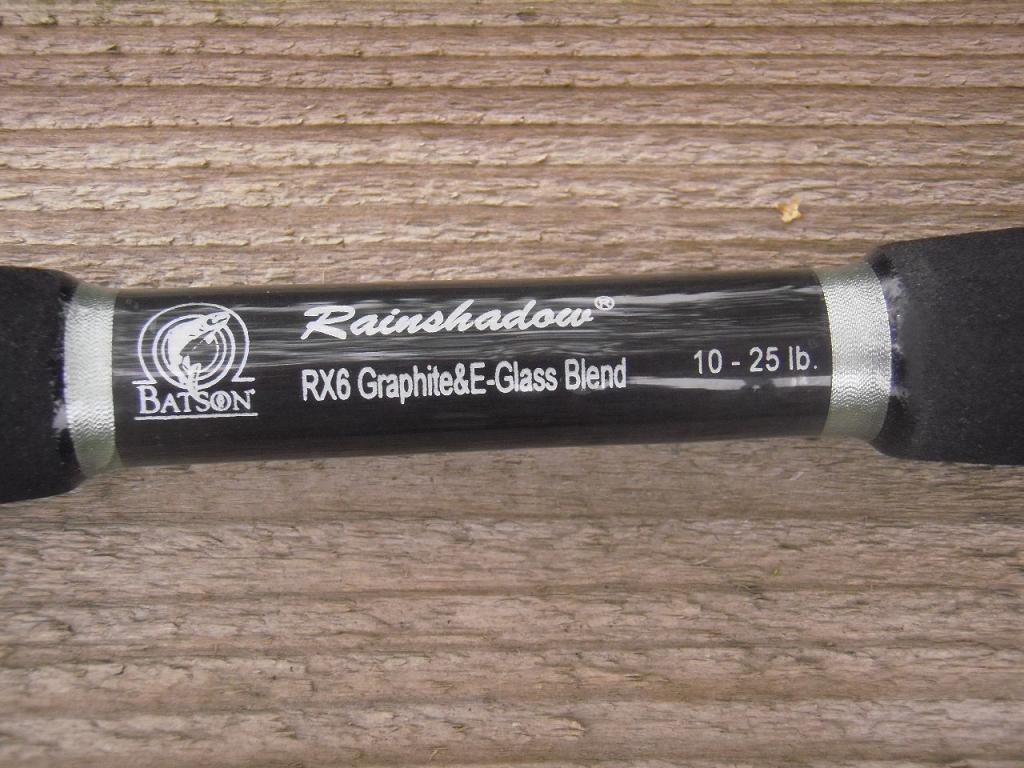 BATSON®
Rainshadow®
RX6 Graphite&E-Glass Blend
10 - 25 lb.